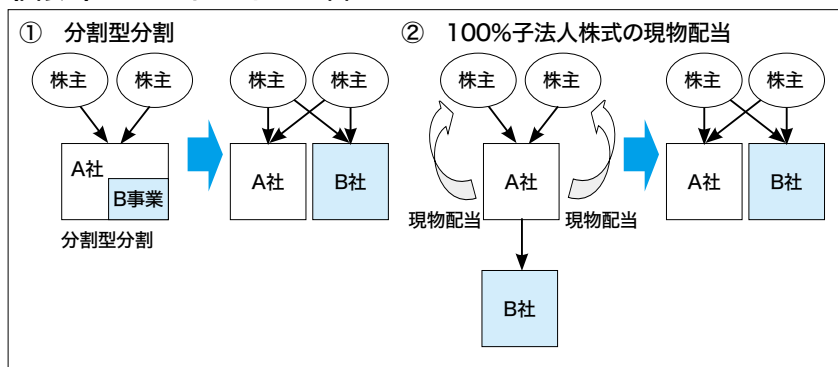 ① 分割型分割
株主 株主
A社
B事業
分割型分割
株主 株主
A社 B社
② 100%子法人株式の現物配当
株主 株主
A社
現物配当 現物配当
B社
株主 株主
A社 B社